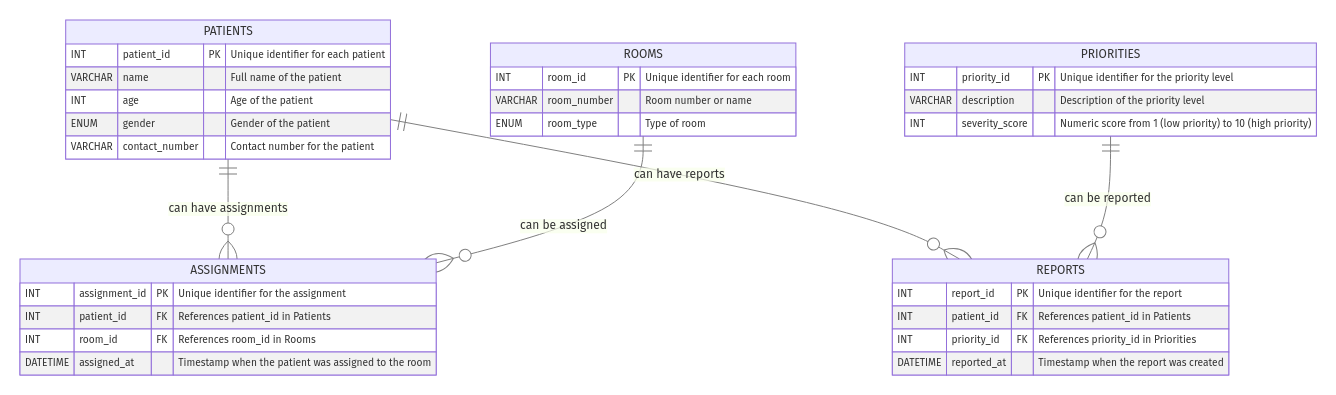 PATIENTS
INT patient_id PK Unique identifier for each patient
VARCHAR name Full name of the patient
INT age Age of the patient
ENUM gender Gender of the patient
VARCHAR contact_number Contact number for the patient
ROOMS
INT room_id PK Unique identifier for each room
VARCHAR room_number Room number or name
ENUM room_type Type of room
PRIORITIES
INT priority_id PK Unique identifier for the priority level
VARCHAR description Description of the priority level
INT severity_score Numeric score from 1 (low priority) to 10 (high priority)
can have reports
can have assignments
can be assigned
can be reported
ASSIGNMENTS
INT assignment_id PK Unique identifier for the assignment
INT patient_id FK References patient_id in Patients
INT room_id FK References room_id in Rooms
DATETIME assigned_at Timestamp when the patient was assigned to the room
REPORTS
INT report_id PK Unique identifier for the report
INT patient_id FK References patient_id in Patients
INT priority_id FK References priority_id in Priorities
DATETIME reported_at Timestamp when the report was created